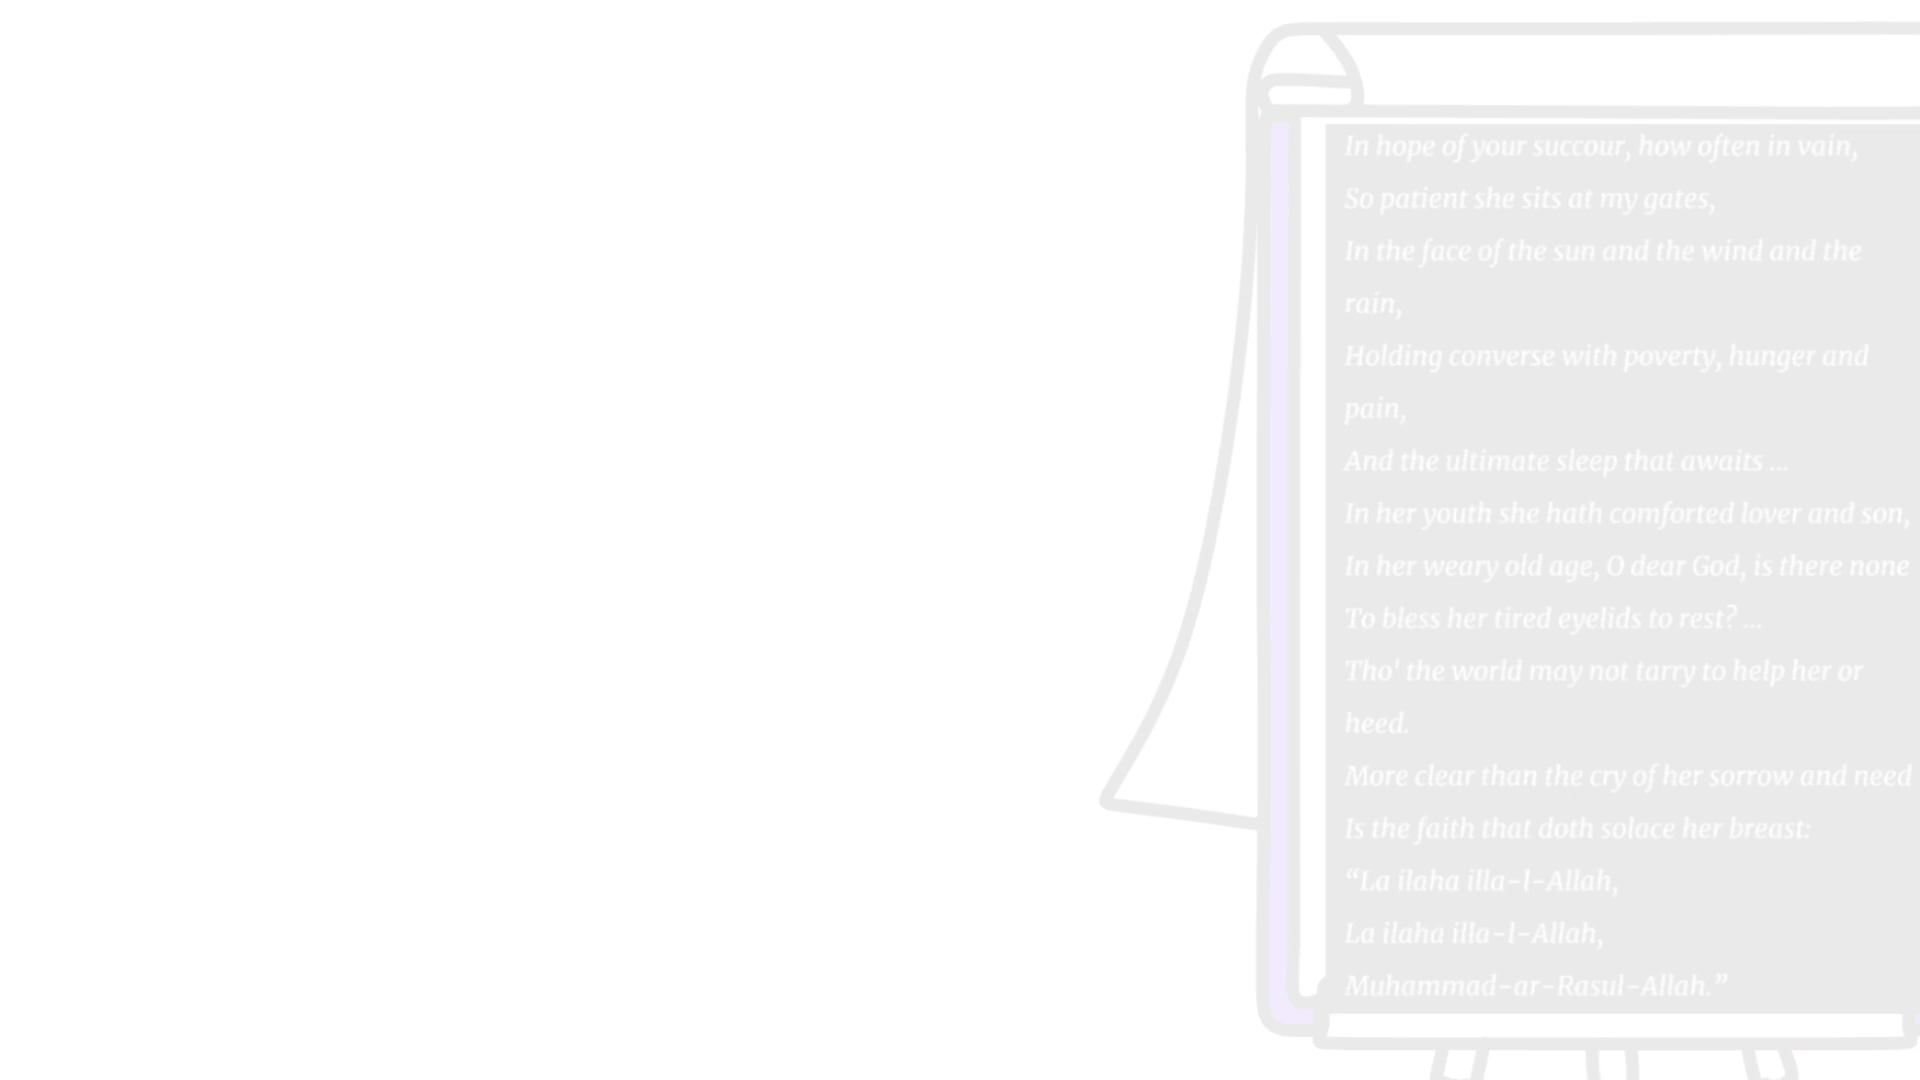 In hope of your succour, how often in vain,
So patient she sits at my gates,
In the face of the sun and the wind and the
rain,
Holding converse with poverty, hunger and
pain,
And the ultimate sleep that awaits ...
In her youth she hath comforted lover and son,
In her weary old age, O dear God, is there none
To bless her tired eyelids to rest? ...
Tho' the world may not tarry to help her or
heed.
More clear than the cry of her sorrow and need
Is the faith that doth solace her breast:
“La ilaha illa-l-Allah,
La ilaha illa-l-Allah,
Muhammad-ar-Rasul-Allah.”